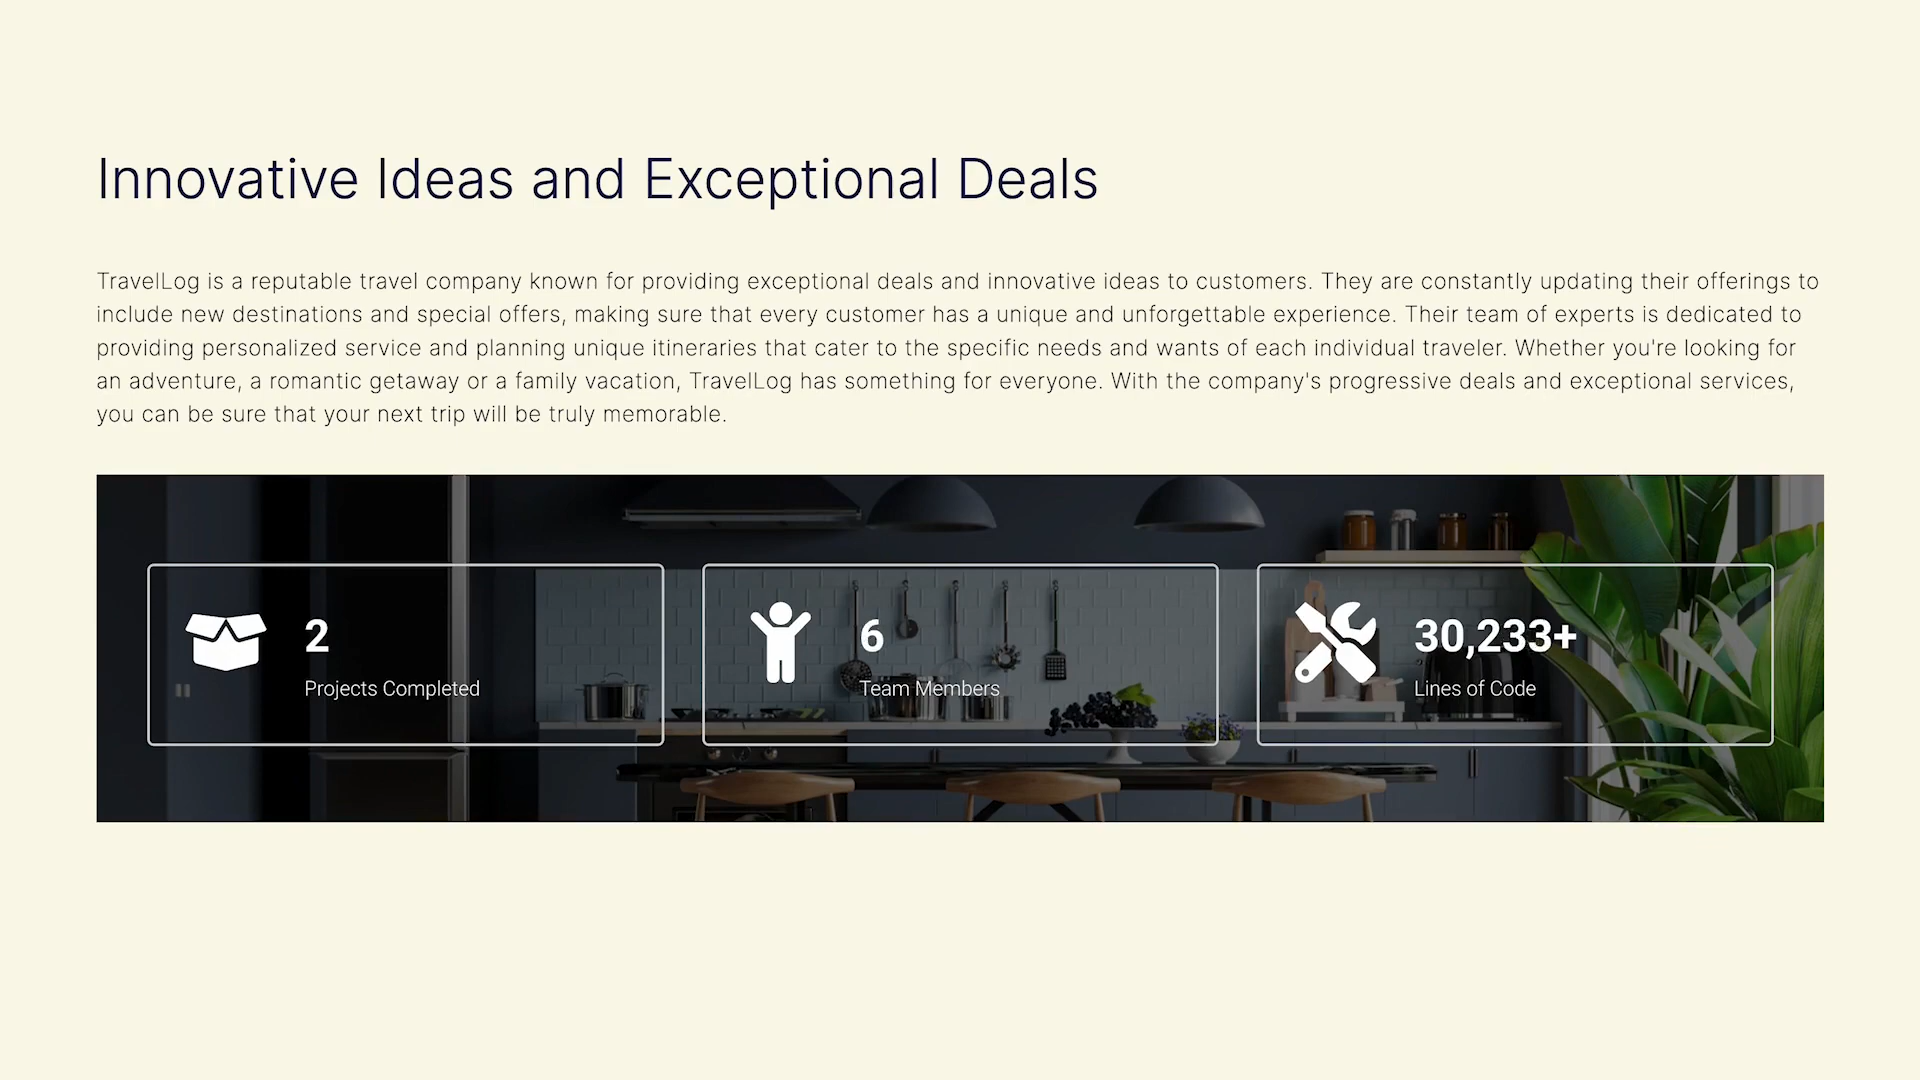 Innovative Ideas and Exceptional Deals
TravelLog is a reputable travel company known for providing exceptional deals and innovative ideas to customers. They are constantly updating their offerings to
include new destinations and special offers, making sure that every customer has a unique and unforgettable experience. Their team of experts is dedicated to
providing personalized service and planning unique itineraries that cater to the specific needs and wants of each individual traveler. Whether you're looking for
an adventure, a romantic getaway or a family vacation, TravelLog has something for everyone. With the company's progressive deals and exceptional services,
you can be sure that your next trip will be truly memorable.
2
Projects Completed
6
Team Members
30,233+
Lines of Code